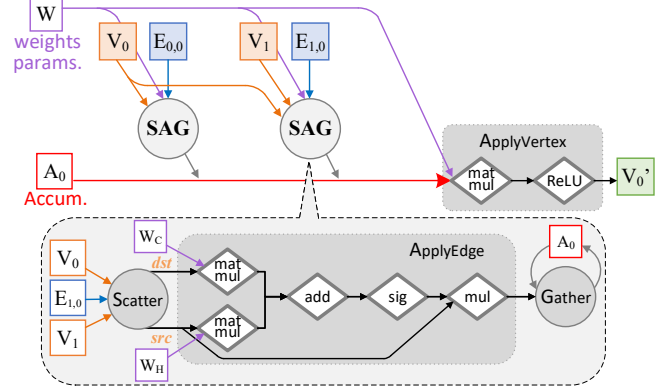 W
weights
params.
V0
E0,0
V1
E1,0
SAG
SAG
ApplyVertex
A0
Accum.
mat
mul
ReLU
V0’
WC
ApplyEdge
A0
V0
dst
mat
mul
E1,0
Scatter
add
sig
mul
Gather
V1
src
mat
mul
WH